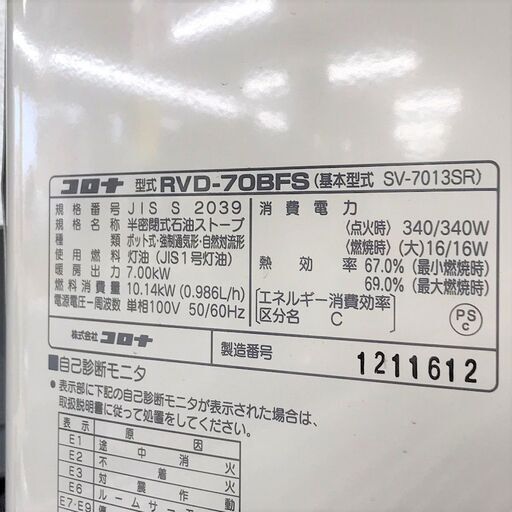 コロナ 型式 RVD-70BFS (基本型式 SV-7013SR)
規格番号 JIS S 2039
規格名称 半密閉式石油ストーブ
種類 ポット式・強制通気形・自然対流形
使用燃料 灯油 (JIS1号灯油)
暖房出力 7.00kW
燃料消費量 10.14kW (0.986L/h)
電源電圧ー周波数 単相100V 50/60Hz
消費電力
〈点火時〉 340/340W
〈燃焼時〉 (大) 16/16W
熱効率 67.0% (最小燃焼時)
69.0% (最大燃焼時)
[エネルギー消費効率]
区分名 C
PS
C
株式会社 コロナ
製造番号 1211612
■自己診断モニタ
●表示部に下記の自己診断モニタが表示された場合は、
取扱説明書に従って処置をしてください。
表示 原因
E1 途中消火
E2 不着火
E3 対震作動
E6 ルームサー
E7・E9